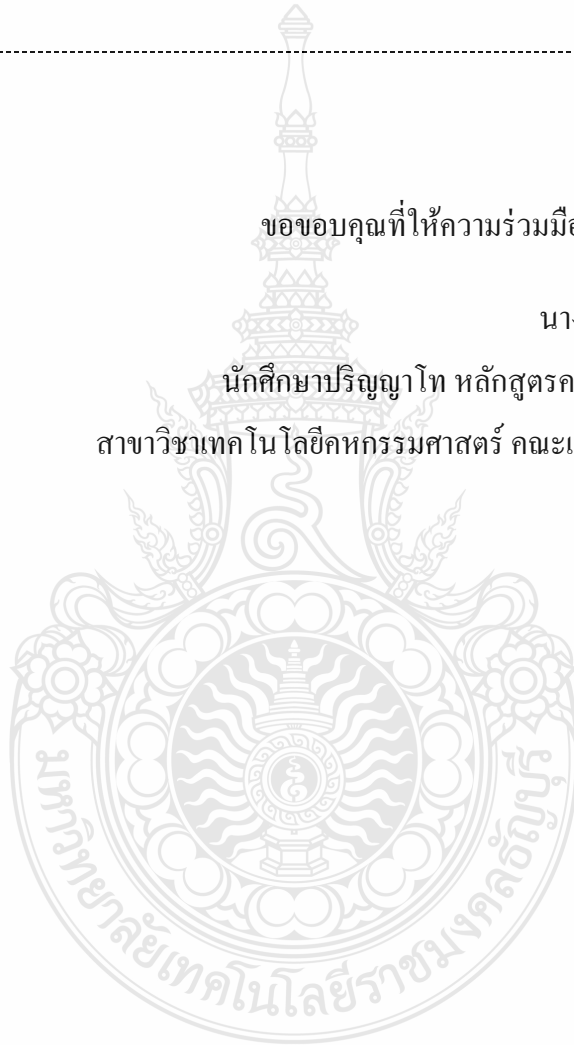 ขอขอบคุณที่ให้ความร่วมมือ
นาง
นักศึกษาปริญญาโท หลักสูตรค
สาขาวิชาเทคโนโลยีคหกรรมศาสตร์ คณะเ
มหาวิทยาลัยเทคโนโลยีราชมงคลธัญบุรี